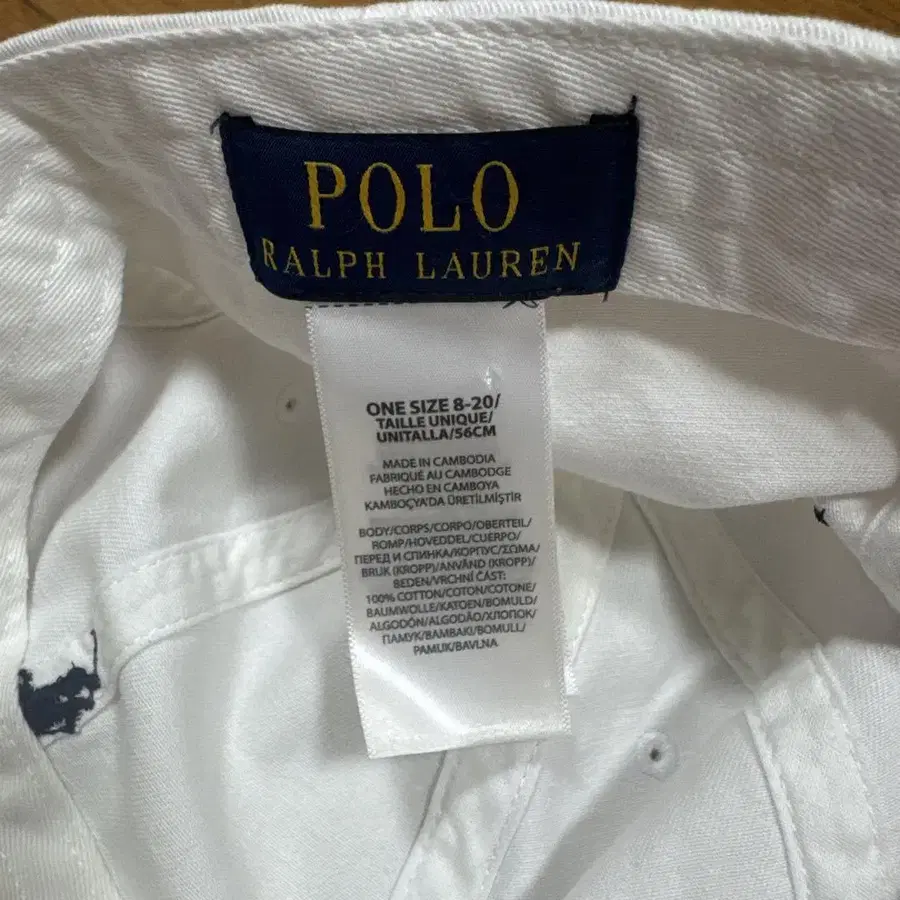 POLO
RALPH LAUREN
ONE SIZE 8-20/
TAILLE UNIQUE/
UNITALLA/56CM
MADE IN CAMBODIA
FABRIQUÉ AU CAMBODGE
HECHO EN CAMBOYA
KAMBOÇYA'DA ÜRETİLMİŞTİR
BODY/CORPS/CORPO/OBERTEIL/
ROMP/HOVEDDEL/CUERPO/
ПЕРЕД И СПИНКА/КОРПУС/ΣΩΜΑ/
BRUK (KROPP)/ANVÄND (KROPP)/
BEDEN/VRCHNÍ ČÁST:
100% COTTON/COTON/COTONE/
BAUMWOLLE/KATOEN/BOMULD/
ALGODÓN/ALGODÃO/ХЛОПОК/
ПАМУК/ΒΑΜΒΑΚΙ/BOMULL/
PAMUK/BAVLNA